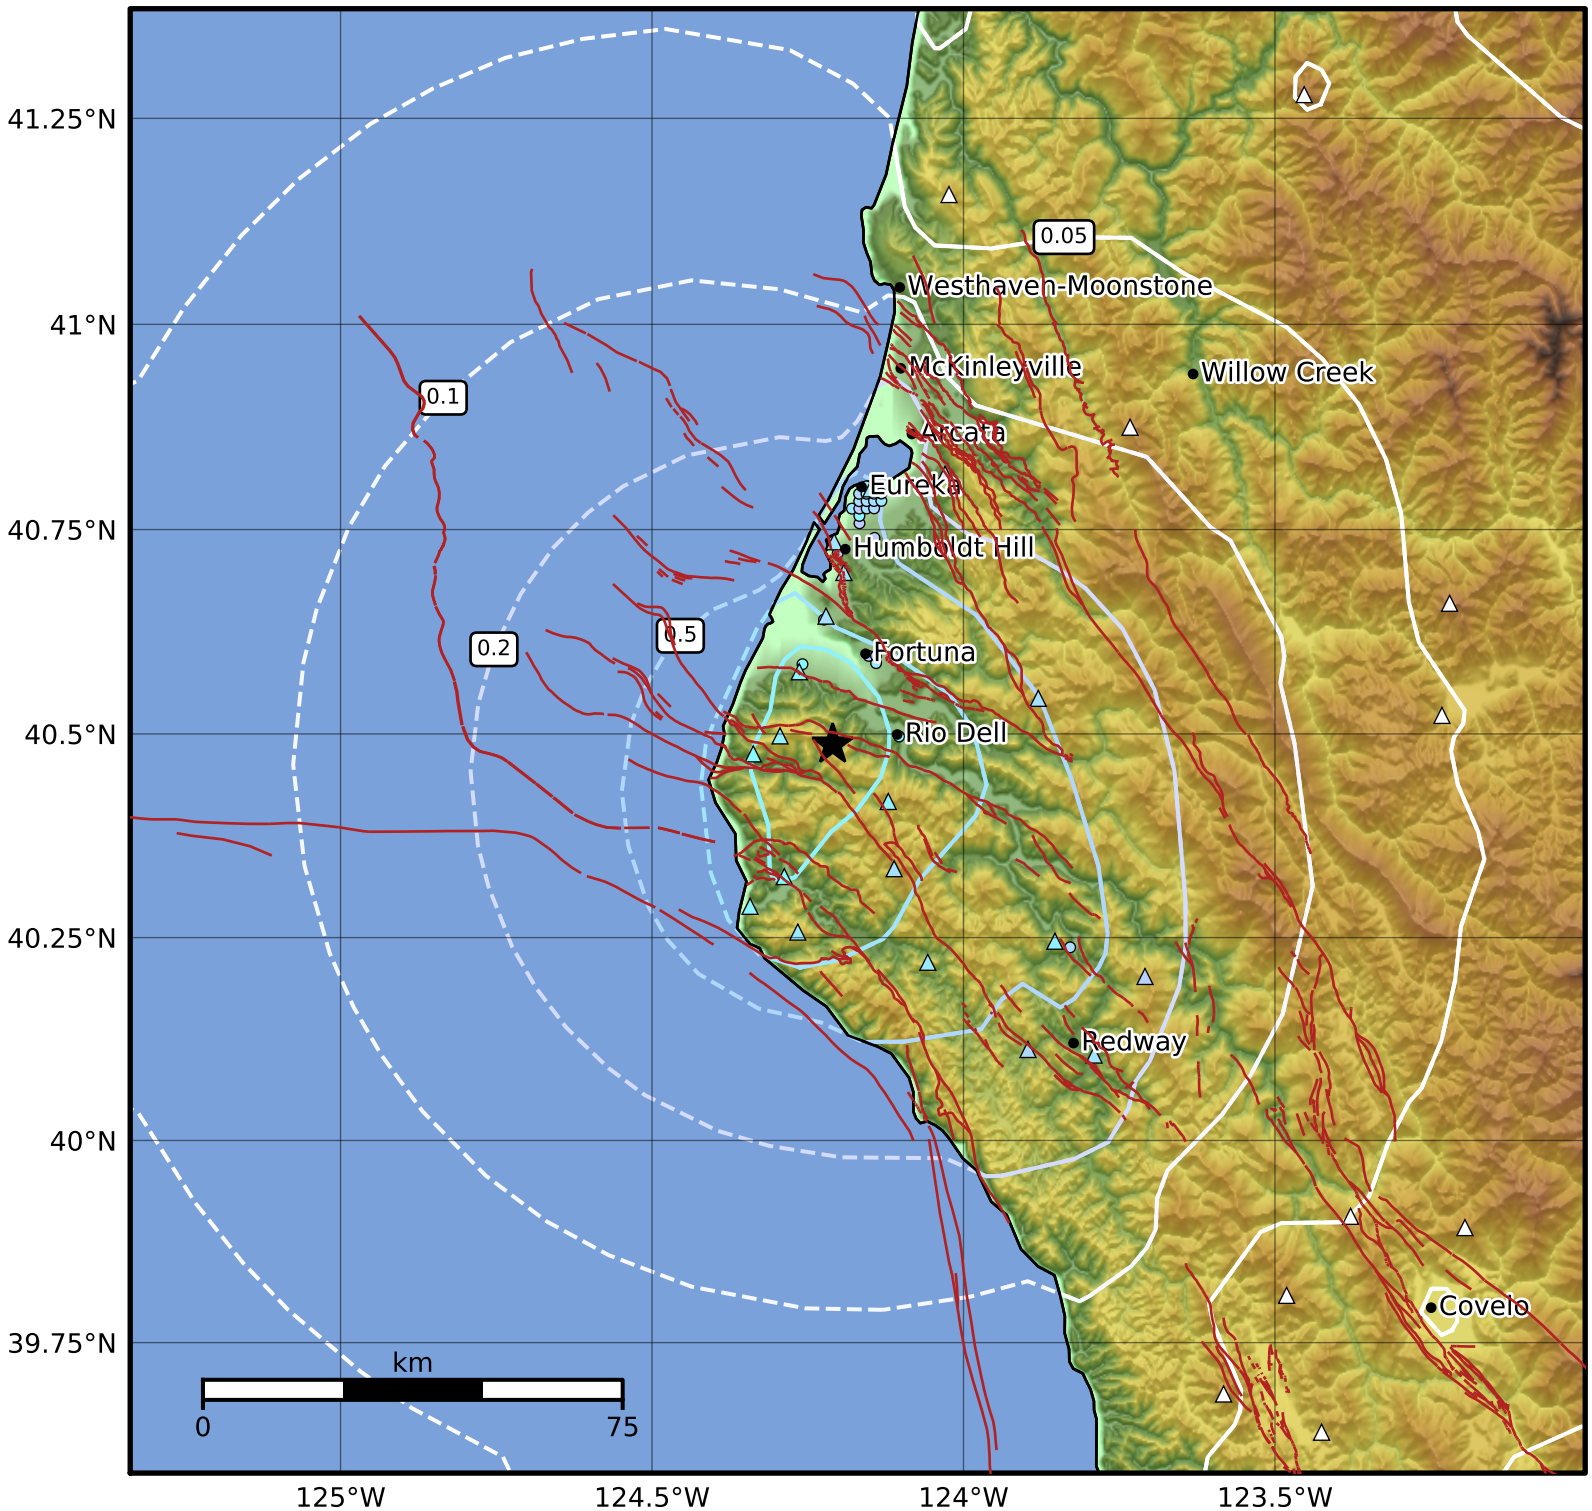 41.25°N
0.05
Westhaven-Moonstone
41°N
McKinleyville
Willow Creek
0.1
Arcata
Eureka
40.75°N
Humboldt Hill
0.5
0.2
Fortuna
40.5°N
Rio Dell
40.25°N
Redway
40°N
Covelo
39.75°N
km
0
75
125°W
124.5°W
124°W
123.5°W